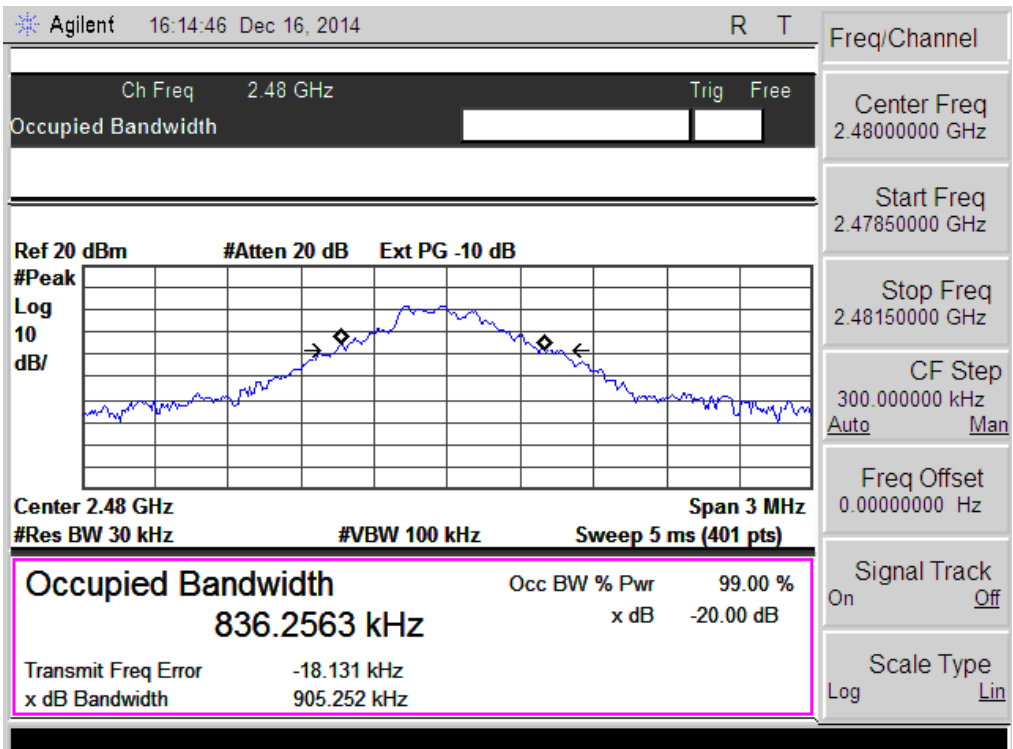 Agilent 16:14:46 Dec 16, 2014 R T
Ch Freq 2.48 GHz Trig Free
Occupied Bandwidth
Ref 20 dBm #Atten 20 dB Ext PG -10 dB
#Peak
Log
10
dB/
Center 2.48 GHz Span 3 MHz
#Res BW 30 kHz #VBW 100 kHz Sweep 5 ms (401 pts)
Occupied Bandwidth Occ BW % Pwr 99.00 %
836.2563 kHz x dB -20.00 dB
Transmit Freq Error -18.131 kHz
x dB Bandwidth 905.252 kHz
Freq/Channel
Center Freq
2.48000000 GHz
Start Freq
2.47850000 GHz
Stop Freq
2.48150000 GHz
CF Step
300.000000 kHz
Auto Man
Freq Offset
0.00000000 Hz
Signal Track
On Off
Scale Type
Log Lin